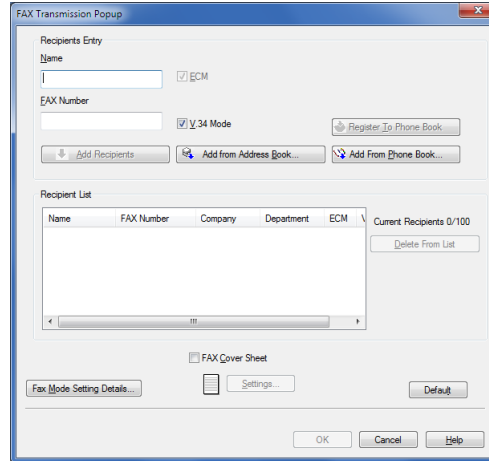 FAX Transmission Popup
Recipients Entry
Name
ECM
FAX Number
V.34 Mode
Register To Phone Book
Add Recipients
Add from Address Book...
Add From Phone Book...
Recipient List
Name FAX Number Company Department ECM V
Current Recipients 0/100
Delete From List
FAX Cover Sheet
Fax Mode Setting Details...
Settings...
Default
OK Cancel Help